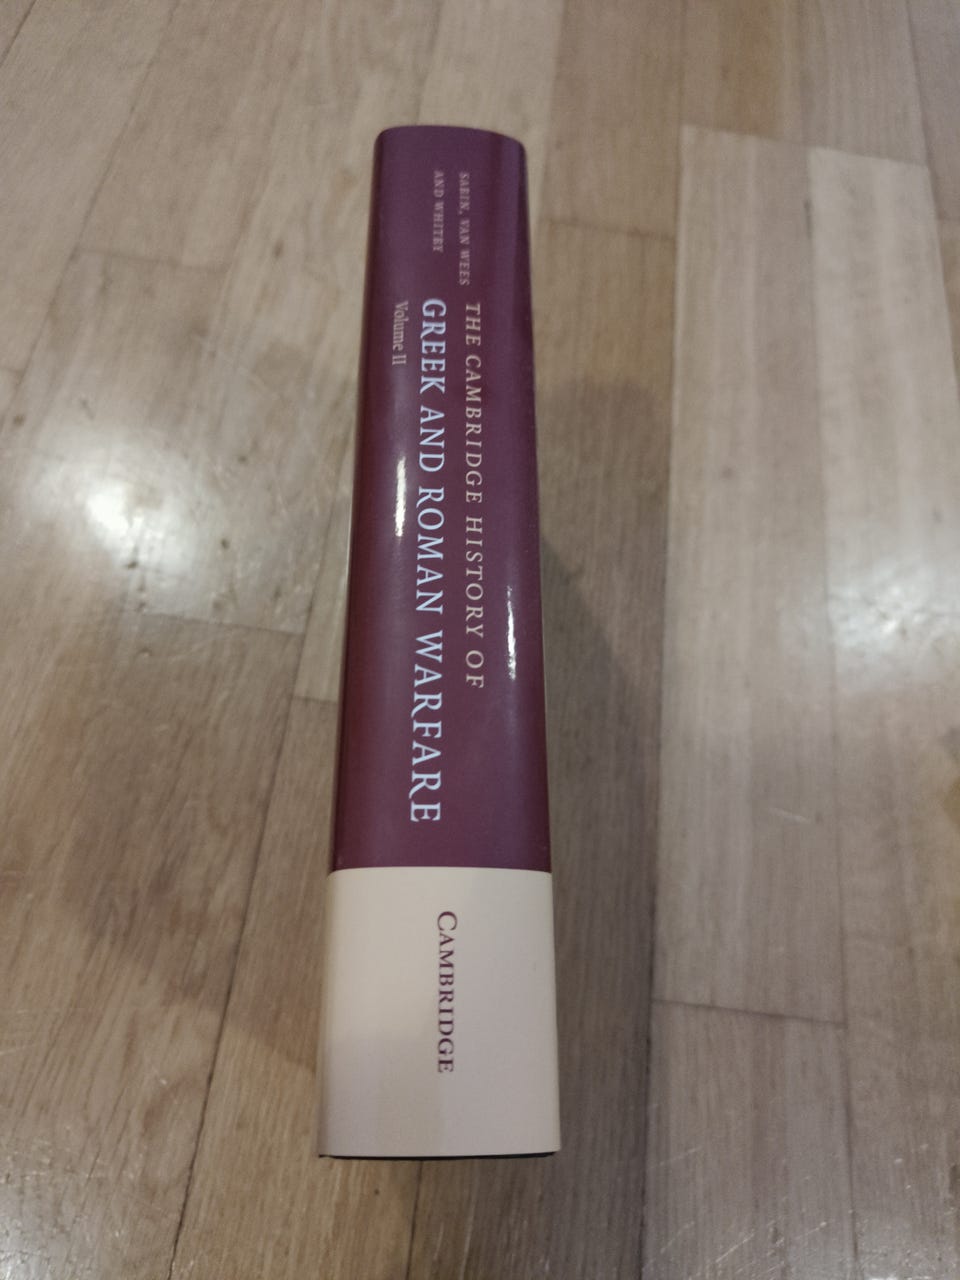 SABIN, VAN WEES
AND WHITBY
THE CAMBRIDGE HISTORY OF
GREEK AND ROMAN WARFARE
Volume II
CAMBRIDGE